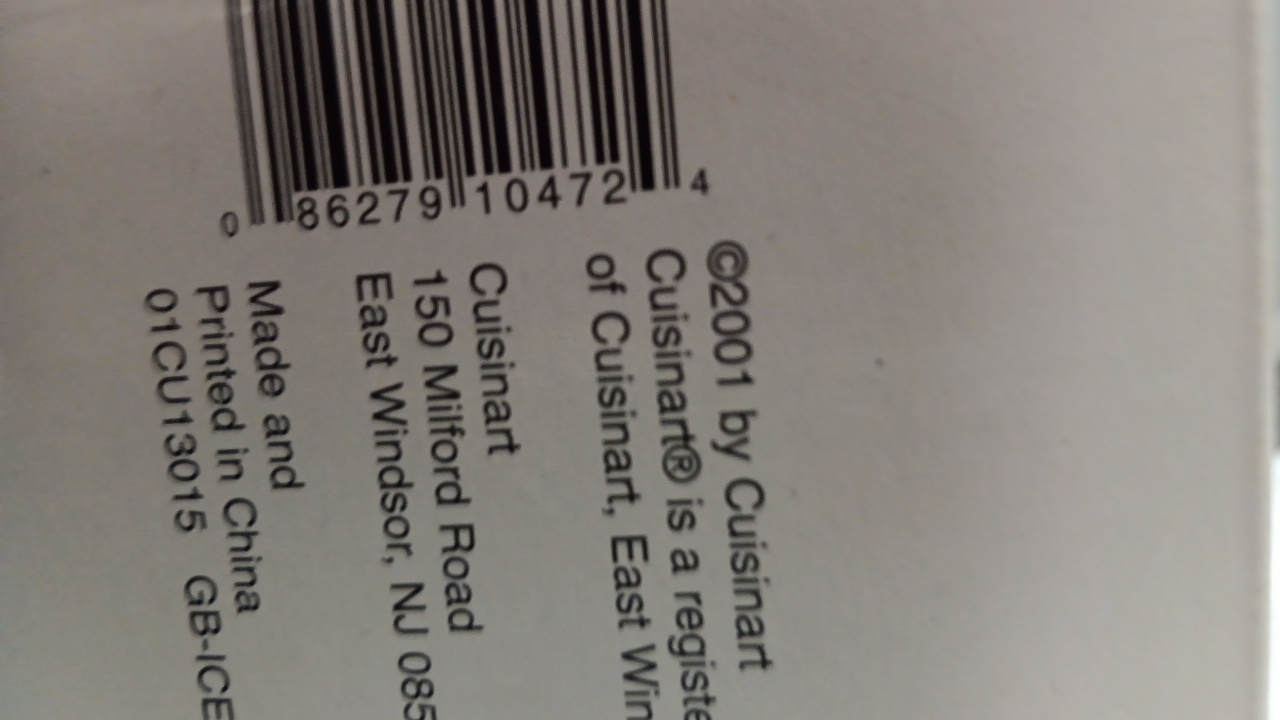 0 86279 10472 4
©2001 by Cuisinart
Cuisinart® is a registe
of Cuisinart, East Win
Cuisinart
150 Milford Road
East Windsor, NJ 085
Made and
Printed in China
01CU13015 GB-ICE